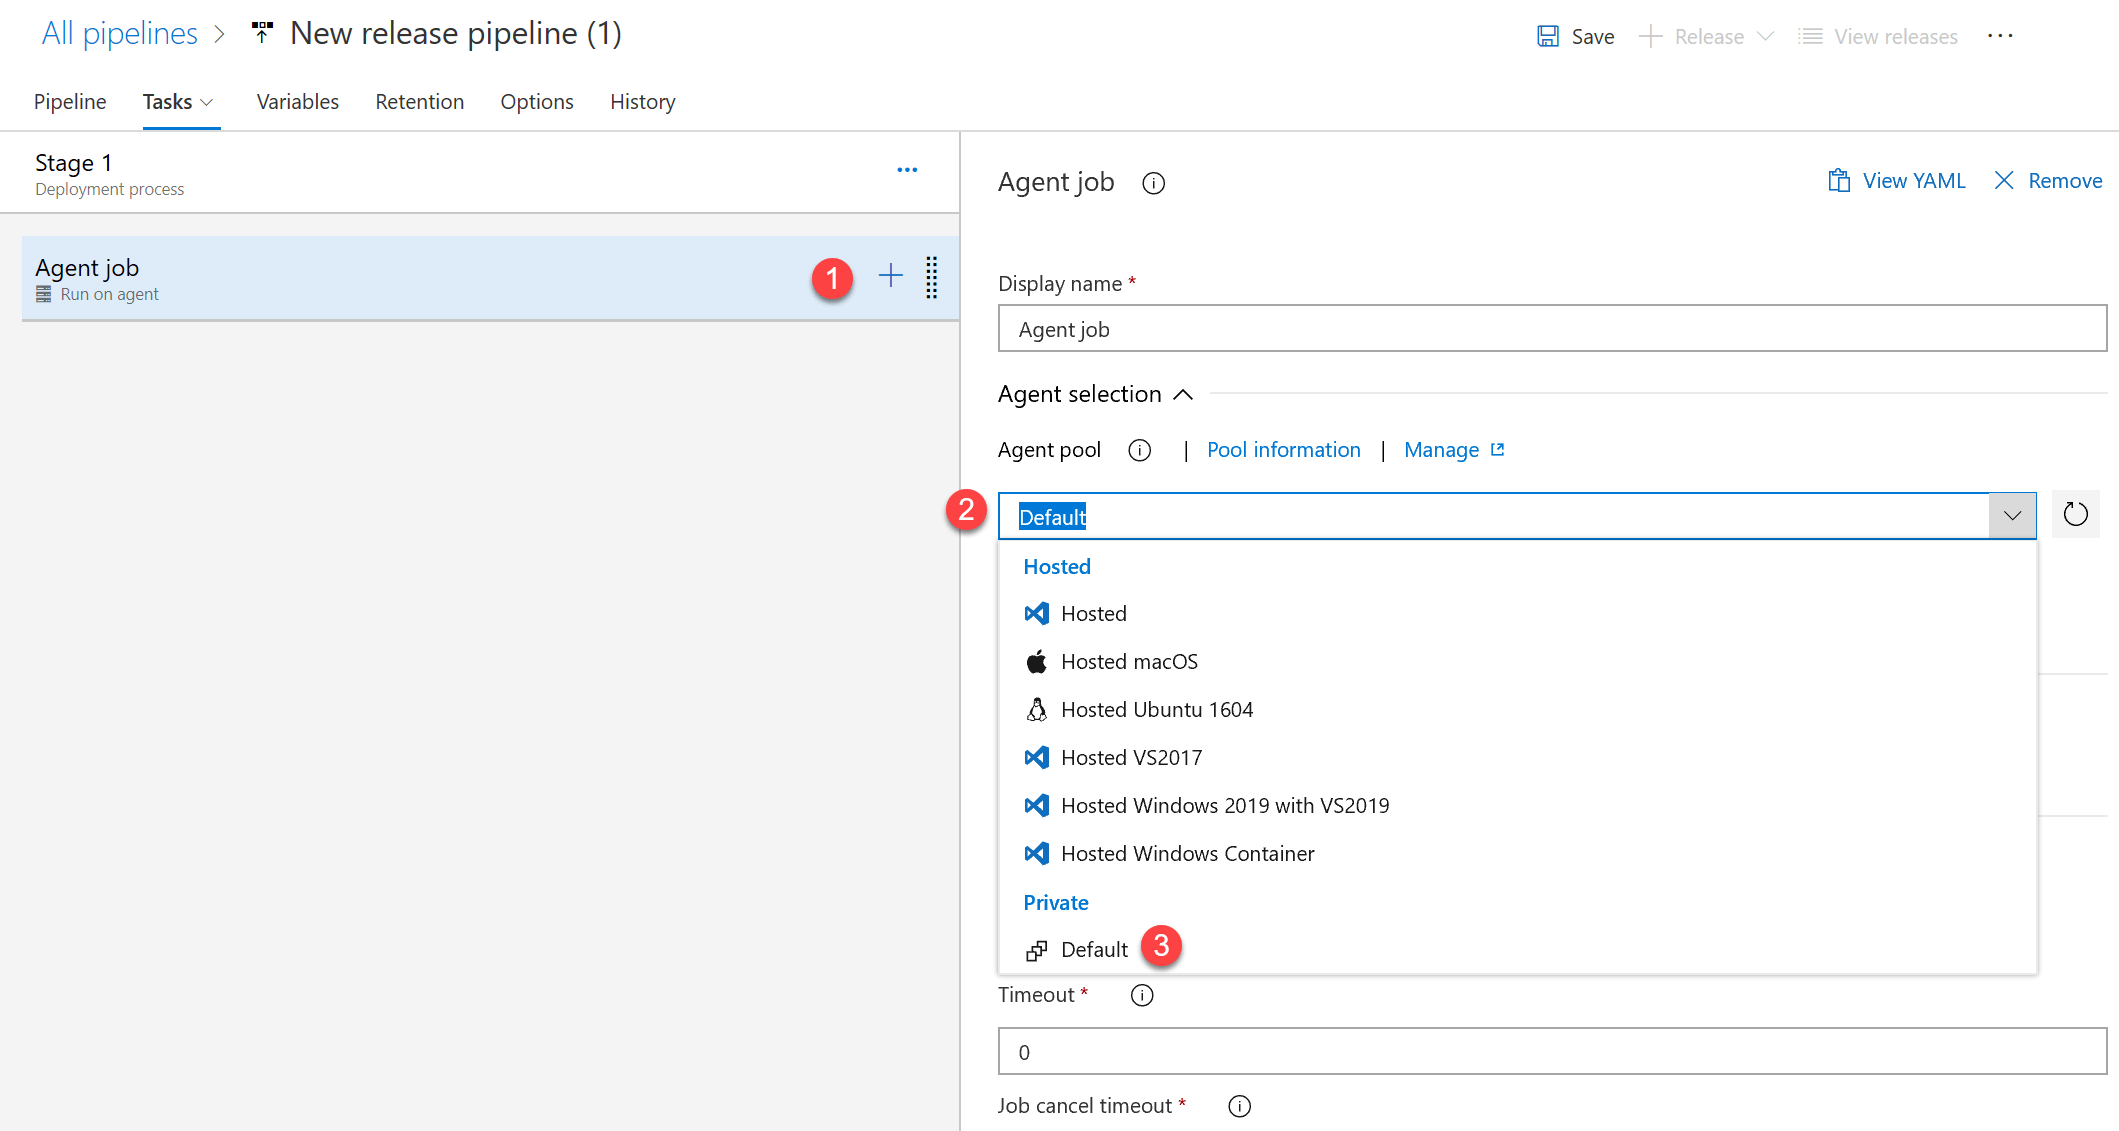 All pipelines > New release pipeline (1)
Save Release View releases ...
Pipeline Tasks Variables Retention Options History
Stage 1
...
Deployment process
Agent job
Run on agent
1
Agent job
View YAML Remove
Display name *
Agent job
Agent selection
Agent pool | Pool information | Manage
2
Default
Hosted
Hosted
Hosted macOS
Hosted Ubuntu 1604
Hosted VS2017
Hosted Windows 2019 with VS2019
Hosted Windows Container
Private
Default 3
Timeout *
0
Job cancel timeout *